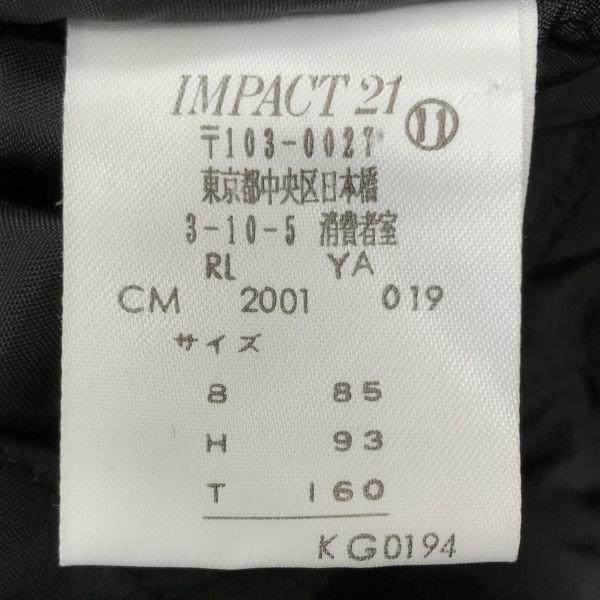 IMPACT 21 ⑪
〒103-0027
東京都中央区日本橋
3-10-5 消費者室
RL YA
CM 2001 019
サイズ
B 85
H 93
T 160
KG0194